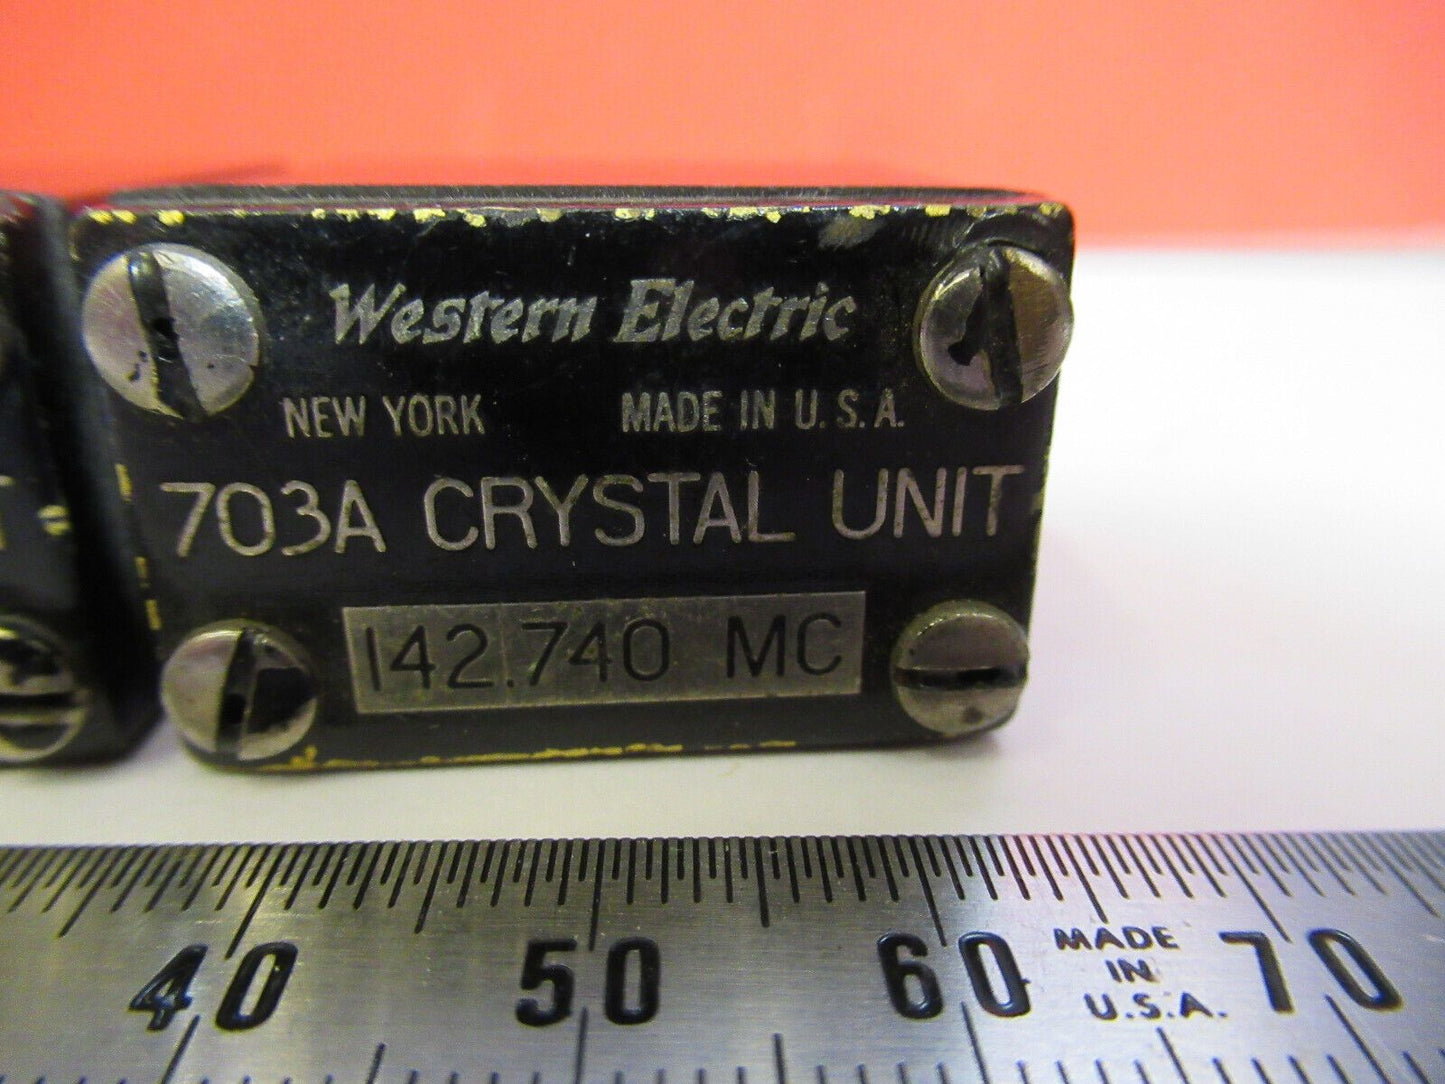 Western Electric
NEW YORK MADE IN U.S.A.
703A CRYSTAL UNIT
142.740 MC
40 50 60 70
MADE
IN
U.S.A.